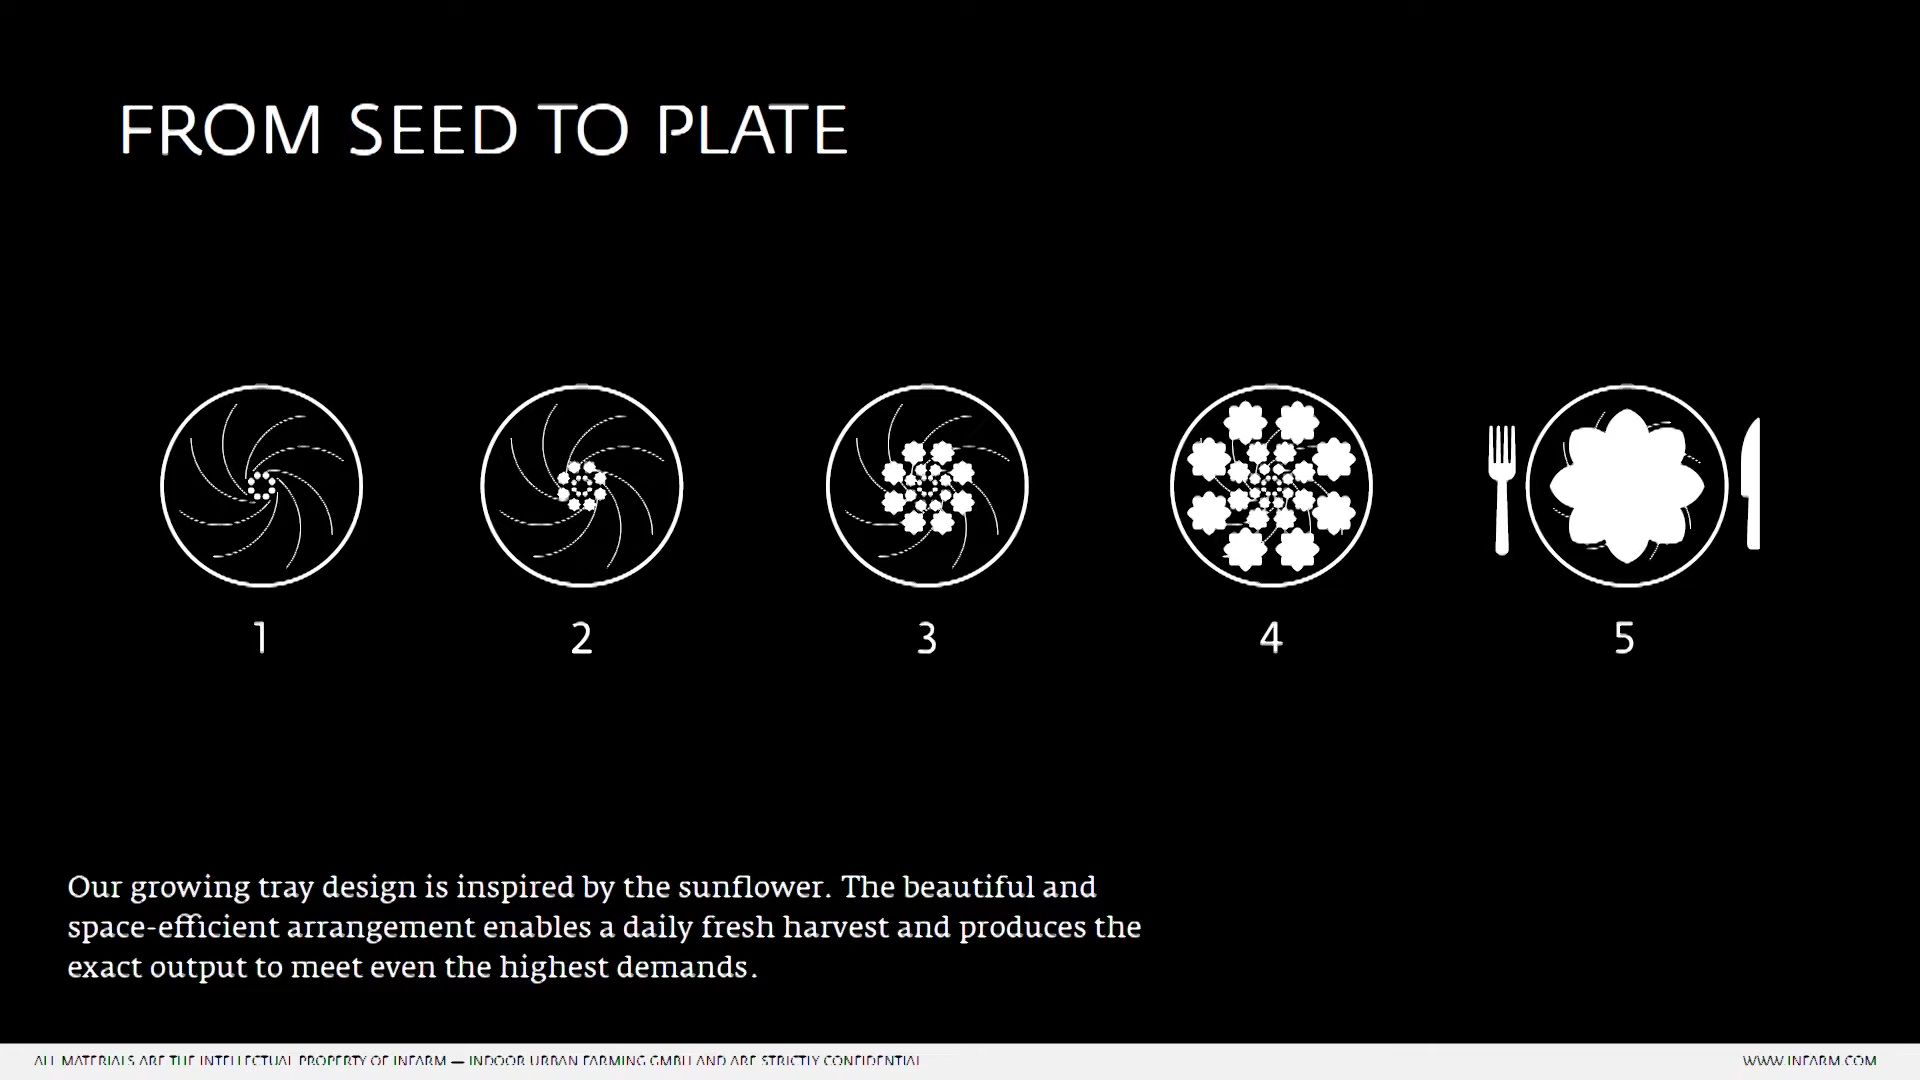 FROM SEED TO PLATE
1
2
3
4
5
Our growing tray design is inspired by the sunflower. The beautiful and
space-efficient arrangement enables a daily fresh harvest and produces the
exact output to meet even the highest demands.
ALL MATERIALS ARE THE INTELLECTUAL PROPERTY OF INFARM — INDOOR URBAN FARMING GMBH AND ARE STRICTLY CONFIDENTIAL
WWW.INFARM.COM